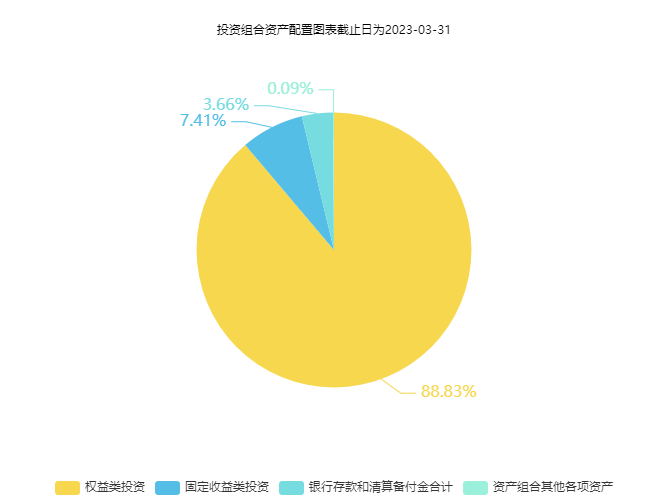 投资组合资产配置图表截止日为2023-03-31
0.09%
3.66%
7.41%
88.83%
权益类投资 固定收益类投资 银行存款和清算备付金合计 资产组合其他各项资产